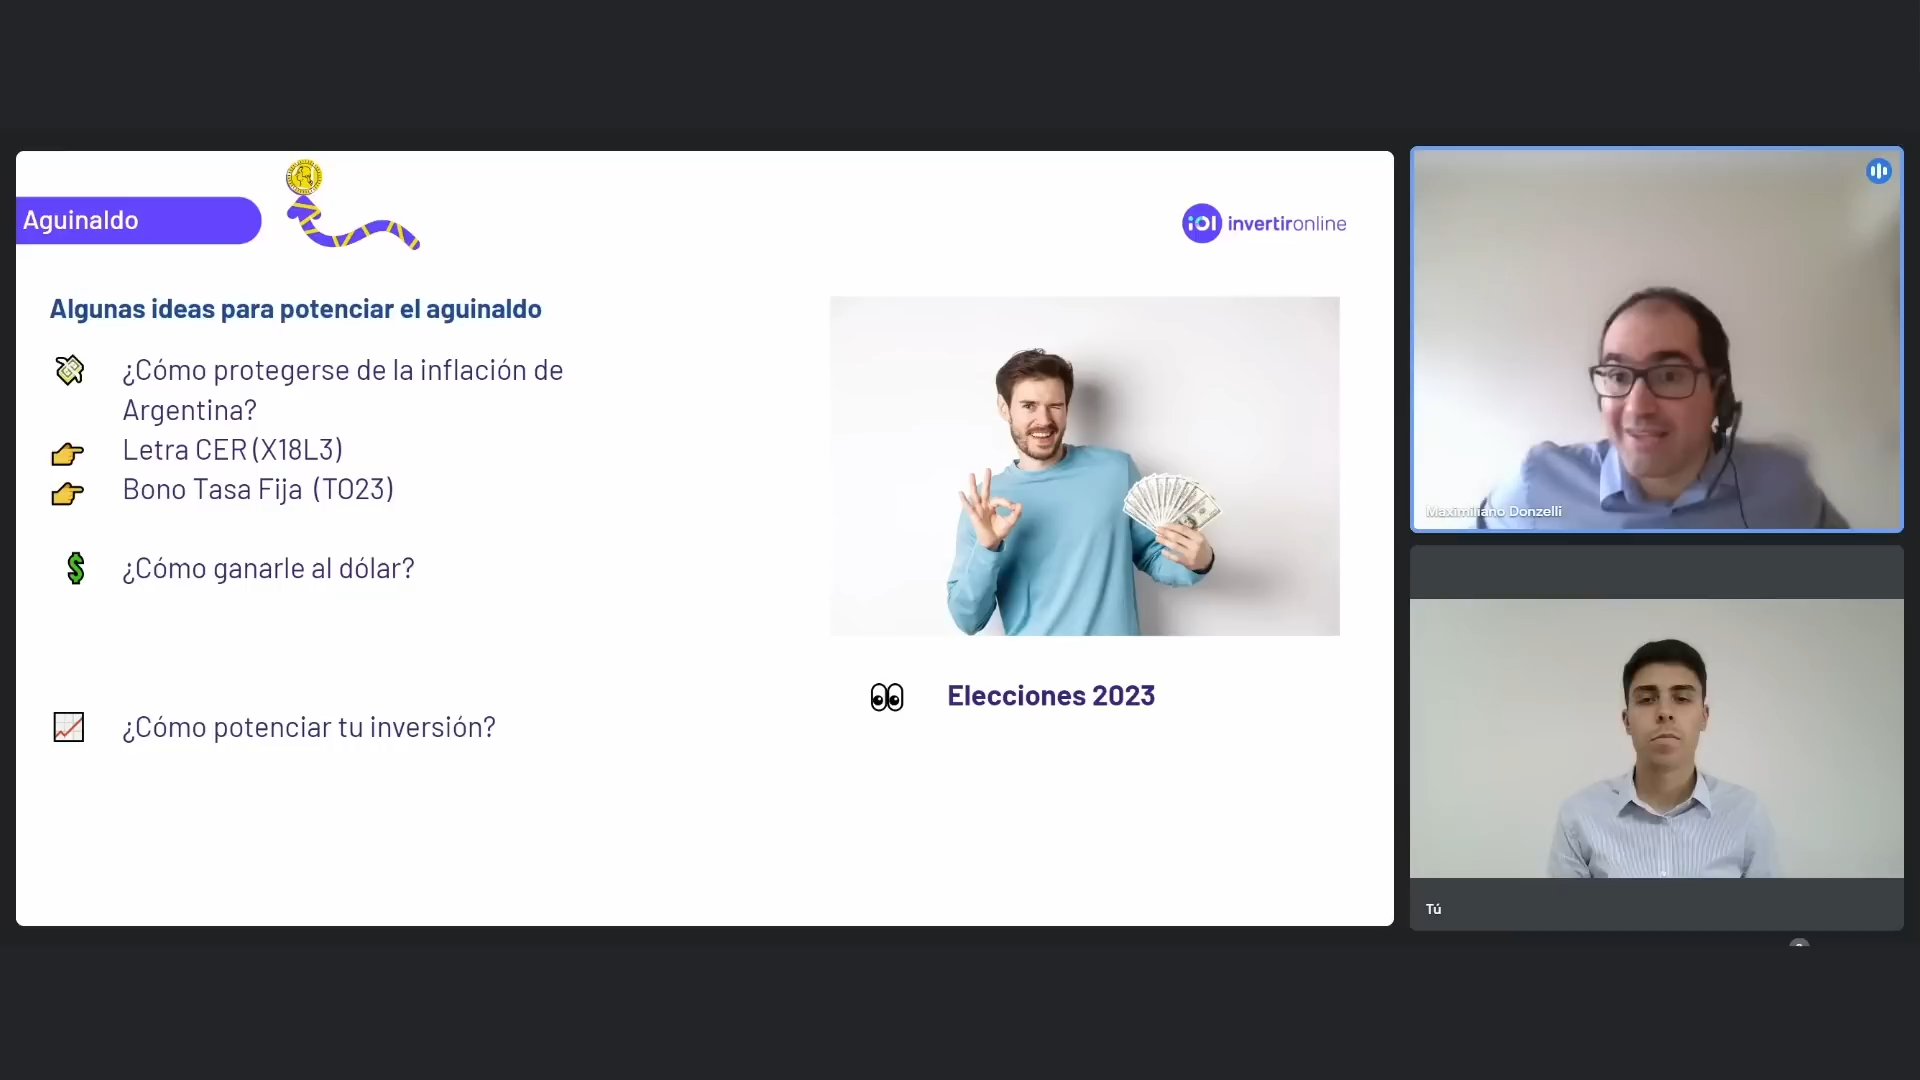 Aguinaldo
iol invertironline
Algunas ideas para potenciar el aguinaldo
¿Cómo protegerse de la inflación de
Argentina?
Letra CER (X18L3)
Bono Tasa Fija (TO23)
¿Cómo ganarle al dólar?
¿Cómo potenciar tu inversión?
Elecciones 2023
Maximiliano Donzelli
Tú